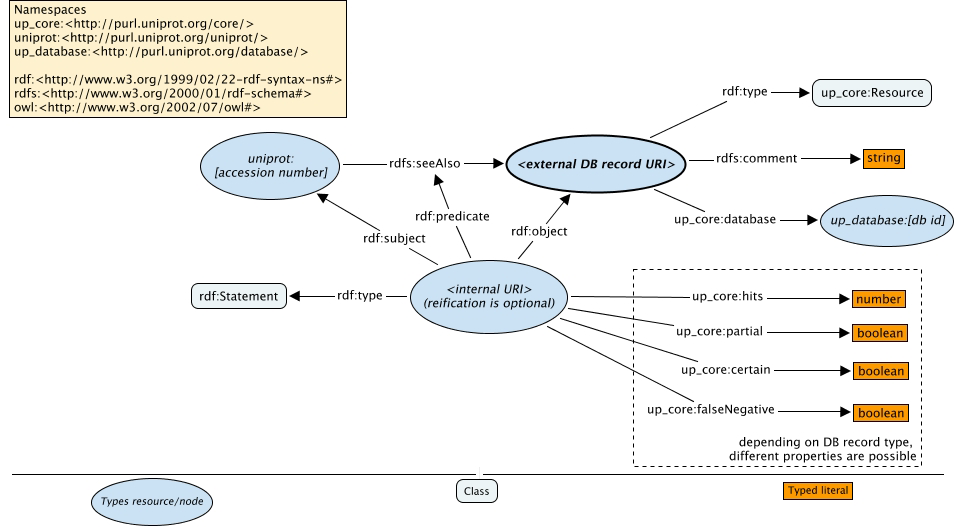 Namespaces
up_core:<http://purl.uniprot.org/core/>
uniprot:<http://purl.uniprot.org/uniprot/>
up_database:<http://purl.uniprot.org/database/>
rdf:<http://www.w3.org/1999/02/22-rdf-syntax-ns#>
rdfs:<http://www.w3.org/2000/01/rdf-schema#>
owl:<http://www.w3.org/2002/07/owl#>
rdf:type
up_core:Resource
uniprot:
[accession number]
rdfs:seeAlso
<external DB record URI>
rdfs:comment
string
rdf:predicate
up_core:database
up_database:[db id]
rdf:subject
rdf:object
rdf:Statement
rdf:type
<internal URI>
(reification is optional)
up_core:hits
number
up_core:partial
boolean
up_core:certain
boolean
up_core:falseNegative
boolean
depending on DB record type,
different properties are possible
Types resource/node
Class
Typed literal